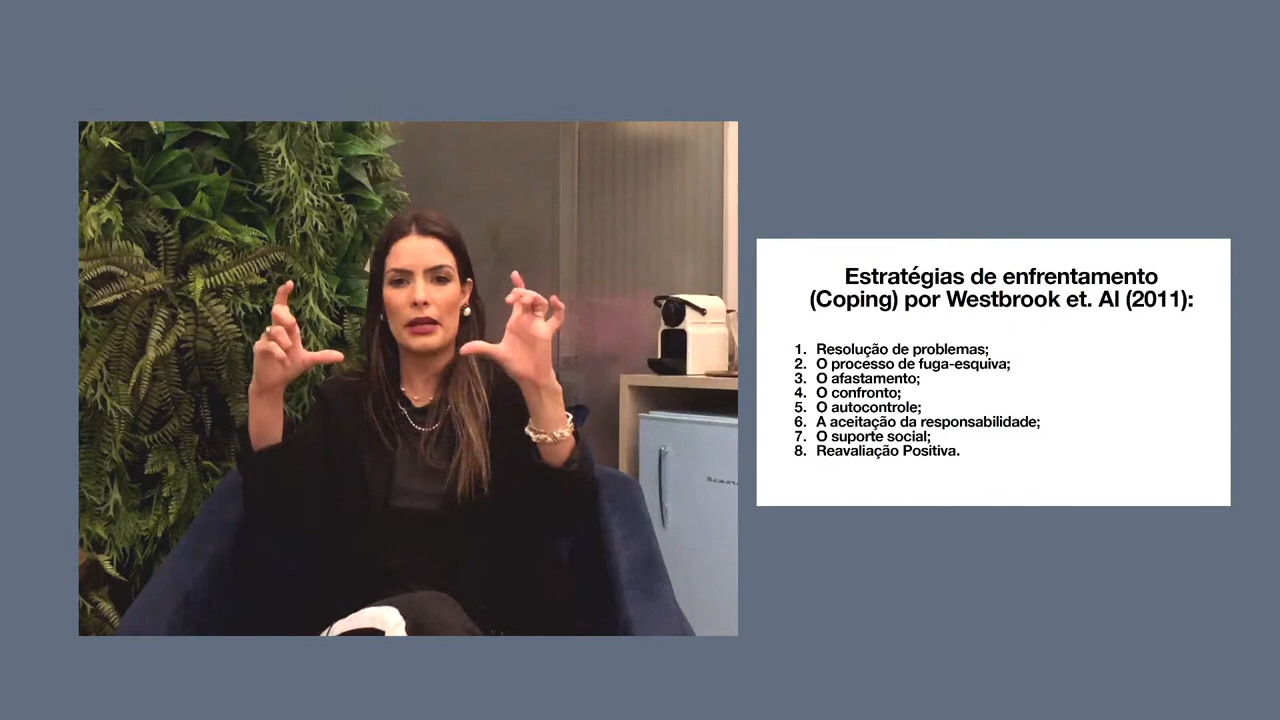 Estratégias de enfrentamento
(Coping) por Westbrook et. Al (2011):
1. Resolução de problemas;
2. O processo de fuga-esquiva;
3. O afastamento;
4. O confronto;
5. O autocontrole;
6. A aceitação da responsabilidade;
7. O suporte social;
8. Reavaliação Positiva.